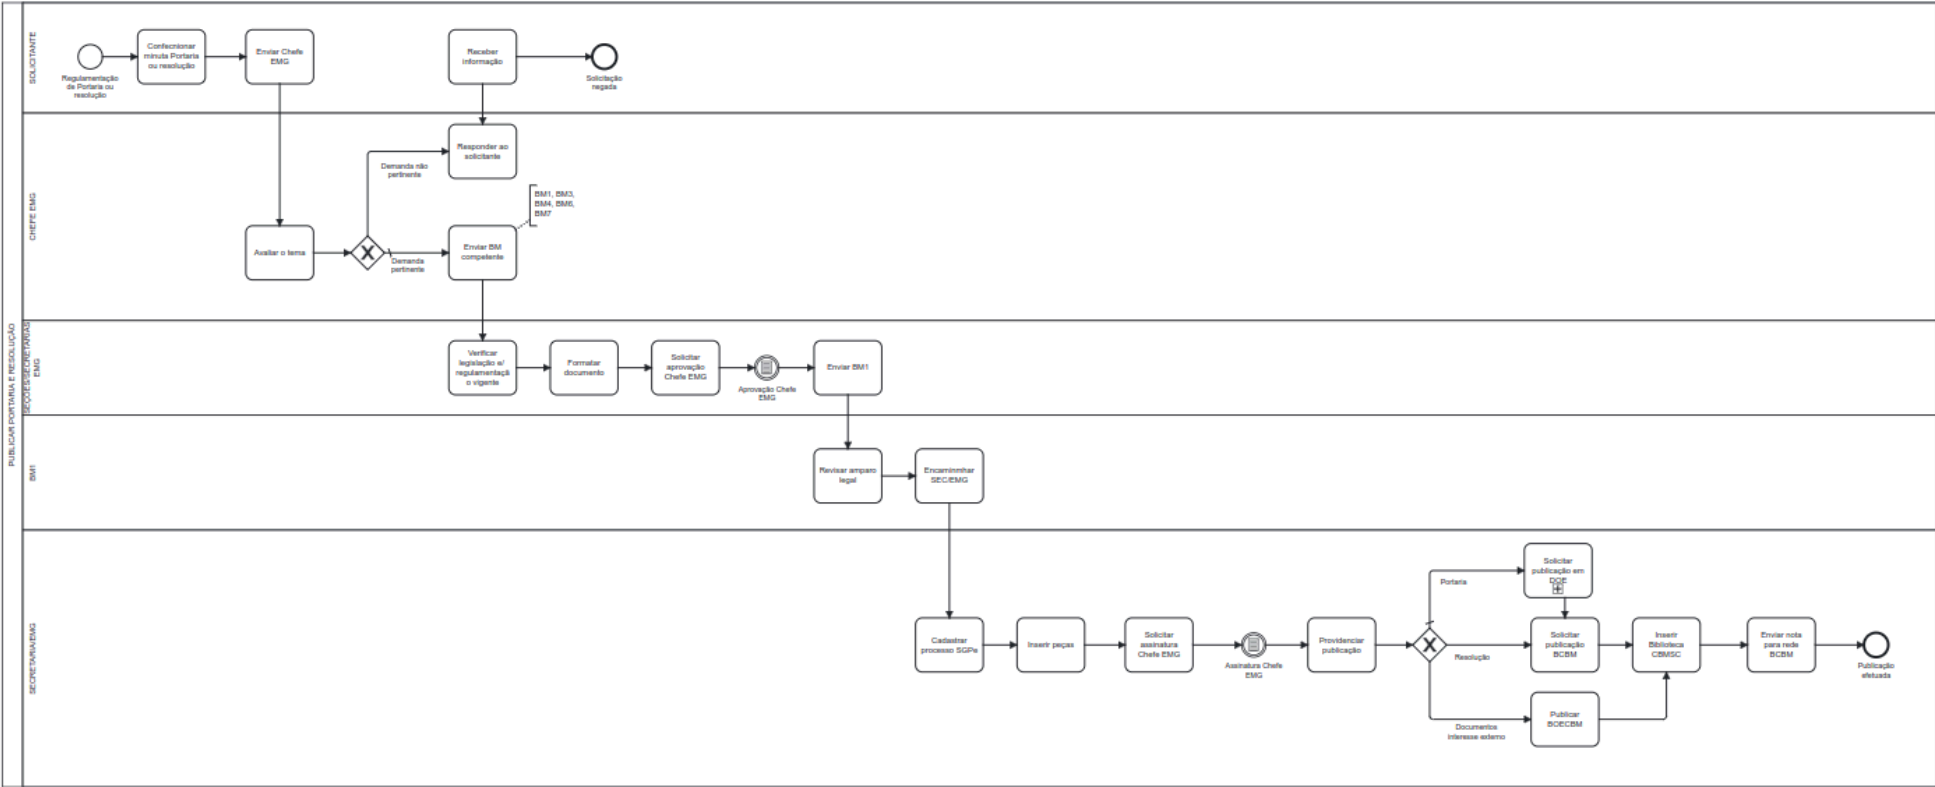 PUBLICAR PORTARIA E RESOLUÇÃO
SOLICITANTE
Regulamentação
de Portaria ou
resolução
Confecnionar
minuta Portaria
ou resolução
Enviar Chefe
EMG
Receber
informação
Solicitação
negada
CHEFE EMG
Avaliar o tema
Demanda não
pertinente
Demanda
pertinente
Responder ao
solicitante
Enviar BM
competente
BM1, BM3,
BM4, BM6,
BM7
SEÇÕES/SECRETARIAS
EMG
Verificar
legislação e/
regulamentaçã
o vigente
Formatar
documento
Solicitar
aprovação
Chefe EMG
Aprovação Chefe
EMG
Enviar BM1
BM1
Revisar amparo
legal
Encaminmhar
SEC/EMG
SECRETARIA/EMG
Cadastrar
processo SGPe
Inserir peças
Solicitar
assinatura
Chefe EMG
Assinatura Chefe
EMG
Providenciar
publicação
Portaria
Resolução
Documentos
interesse externo
Solicitar
publicação em
DOE
Solicitar
publicação
BCBM
Publicar
BOECBM
Inserir
Biblioteca
CBMSC
Enviar nota
para rede
BCBM
Publicação
efetuada